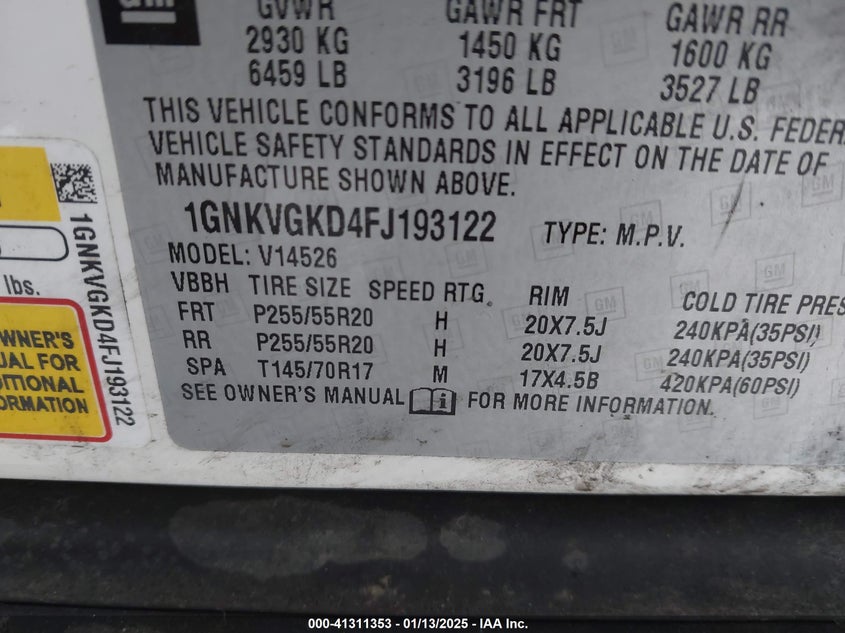 GM
GVWR GAWR FRT GAWR RR
2930 KG 1450 KG 1600 KG
6459 LB 3196 LB 3527 LB
THIS VEHICLE CONFORMS TO ALL APPLICABLE U.S. FEDER
VEHICLE SAFETY STANDARDS IN EFFECT ON THE DATE OF
MANUFACTURE SHOWN ABOVE.
1GNKVGKD4FJ193122 TYPE: M.P.V.
MODEL: V14526
VBBH TIRE SIZE SPEED RTG. RIM COLD TIRE PRES
FRT P255/55R20 H 20X7.5J 240KPA(35PSI)
RR P255/55R20 H 20X7.5J 240KPA(35PSI)
SPA T145/70R17 M 17X4.5B 420KPA(60PSI)
SEE OWNER'S MANUAL i FOR MORE INFORMATION.
1GNKVGKD4FJ193122
lbs.
OWNER'S
UAL FOR
DITIONAL
ORMATION
000-41311353 - 01/13/2025 - IAA Inc.